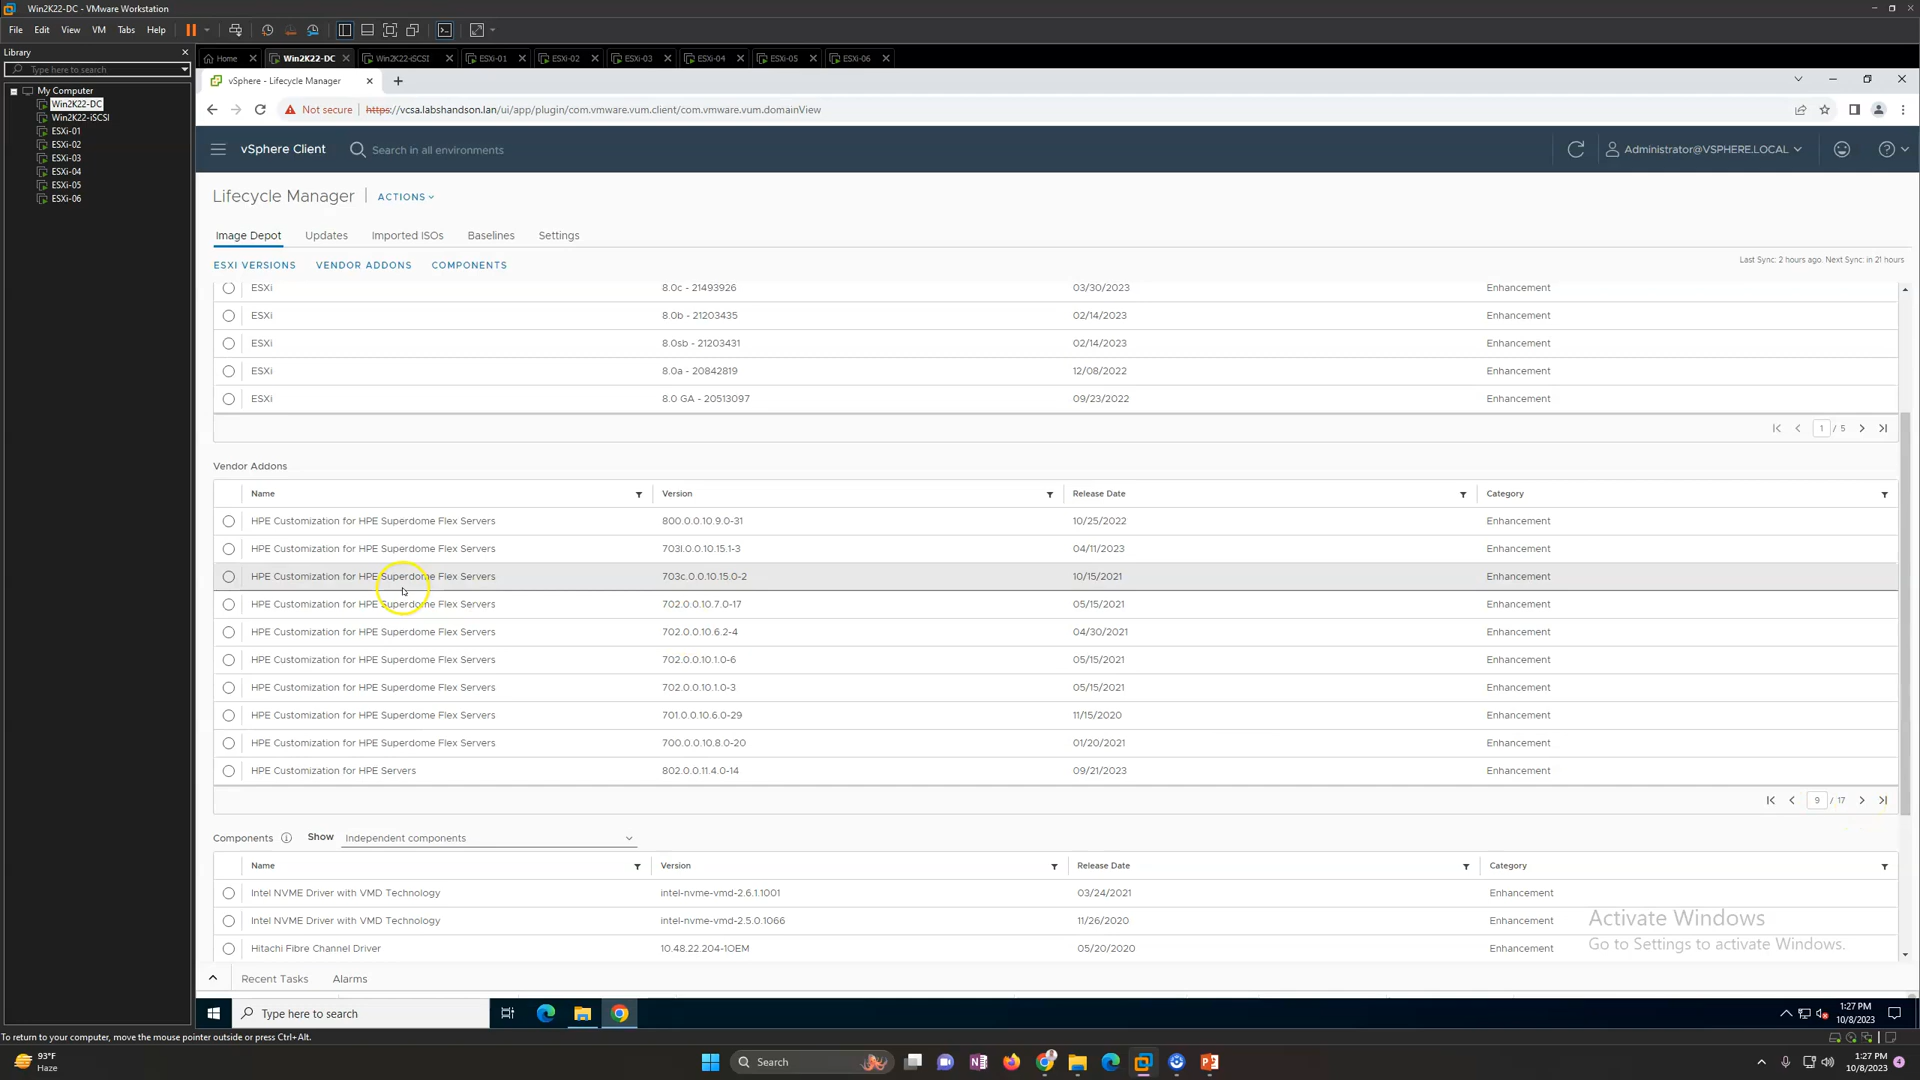 Win2K22-DC - VMware Workstation
File Edit View VM Tabs Help
Library
Type here to search
My Computer
Win2K22-DC
Win2K22-iSCSI
ESXi-01
ESXi-02
ESXi-03
ESXi-04
ESXi-05
ESXi-06
Home Win2K22-DC Win2K22-iSCSI ESXi-01 ESXi-02 ESXi-03 ESXi-04 ESXi-05 ESXi-06
vSphere - Lifecycle Manager
Not secure https://vcsa.labshandson.lan/ui/app/plugin/com.vmware.vum.client/com.vmware.vum.domainView
vSphere Client Search in all environments Administrator@VSPHERE.LOCAL
Lifecycle Manager ACTIONS
Image Depot Updates Imported ISOs Baselines Settings
ESXI VERSIONS VENDOR ADDONS COMPONENTS Last Sync: 2 hours ago. Next Sync: in 21 hours
ESXi 8.0c - 21493926 03/30/2023 Enhancement
ESXi 8.0b - 21203435 02/14/2023 Enhancement
ESXi 8.0sb - 21203431 02/14/2023 Enhancement
ESXi 8.0a - 20842819 12/08/2022 Enhancement
ESXi 8.0 GA - 20513097 09/23/2022 Enhancement
1 / 5
Vendor Addons
Name Version Release Date Category
HPE Customization for HPE Superdome Flex Servers 800.0.0.10.9.0-31 10/25/2022 Enhancement
HPE Customization for HPE Superdome Flex Servers 703l.0.0.10.15.1-3 04/11/2023 Enhancement
HPE Customization for HPE Superdome Flex Servers 703c.0.0.10.15.0-2 10/15/2021 Enhancement
HPE Customization for HPE Superdome Flex Servers 702.0.0.10.7.0-17 05/15/2021 Enhancement
HPE Customization for HPE Superdome Flex Servers 702.0.0.10.6.2-4 04/30/2021 Enhancement
HPE Customization for HPE Superdome Flex Servers 702.0.0.10.1.0-6 05/15/2021 Enhancement
HPE Customization for HPE Superdome Flex Servers 702.0.0.10.1.0-3 05/15/2021 Enhancement
HPE Customization for HPE Superdome Flex Servers 701.0.0.10.6.0-29 11/15/2020 Enhancement
HPE Customization for HPE Superdome Flex Servers 700.0.0.10.8.0-20 01/20/2021 Enhancement
HPE Customization for HPE Servers 802.0.0.11.4.0-14 09/21/2023 Enhancement
9 / 17
Components Show Independent components
Name Version Release Date Category
Intel NVME Driver with VMD Technology intel-nvme-vmd-2.6.1.1001 03/24/2021 Enhancement
Intel NVME Driver with VMD Technology intel-nvme-vmd-2.5.0.1066 11/26/2020 Enhancement
Hitachi Fibre Channel Driver 10.48.22.204-1OEM 05/20/2020 Enhancement
Activate Windows
Go to Settings to activate Windows.
Recent Tasks Alarms
Type here to search
1:27 PM
10/8/2023
To return to your computer, move the mouse pointer outside or press Ctrl+Alt.
93°F
Haze
Search
1:27 PM
10/8/2023
4